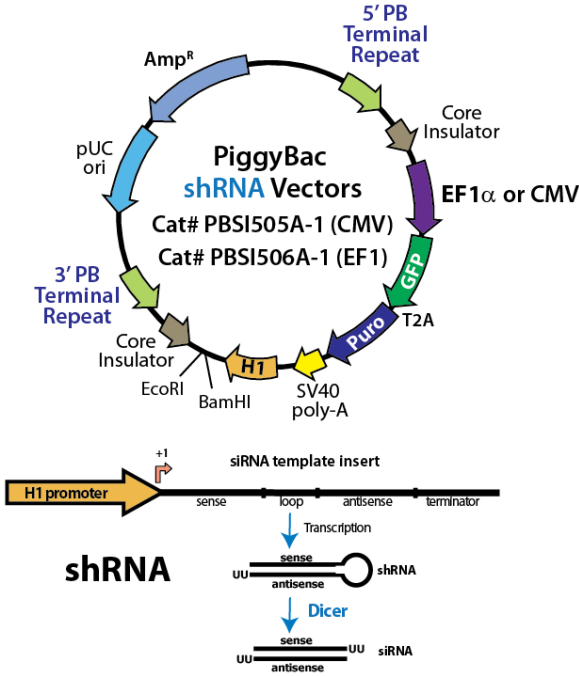 5' PB
Terminal
Repeat
Amp^R
Core
Insulator
pUC
ori
PiggyBac
shRNA Vectors
Cat# PBSI505A-1 (CMV)
Cat# PBSI506A-1 (EF1)
EF1α or CMV
GFP
T2A
Puro
3' PB
Terminal
Repeat
Core
Insulator
EcoRI
BamHI
H1
SV40
poly-A
+1
siRNA template insert
H1 promoter
sense
loop
antisense
terminator
Transcription
shRNA
sense
UU
shRNA
antisense
Dicer
sense
UU
siRNA
UU
antisense